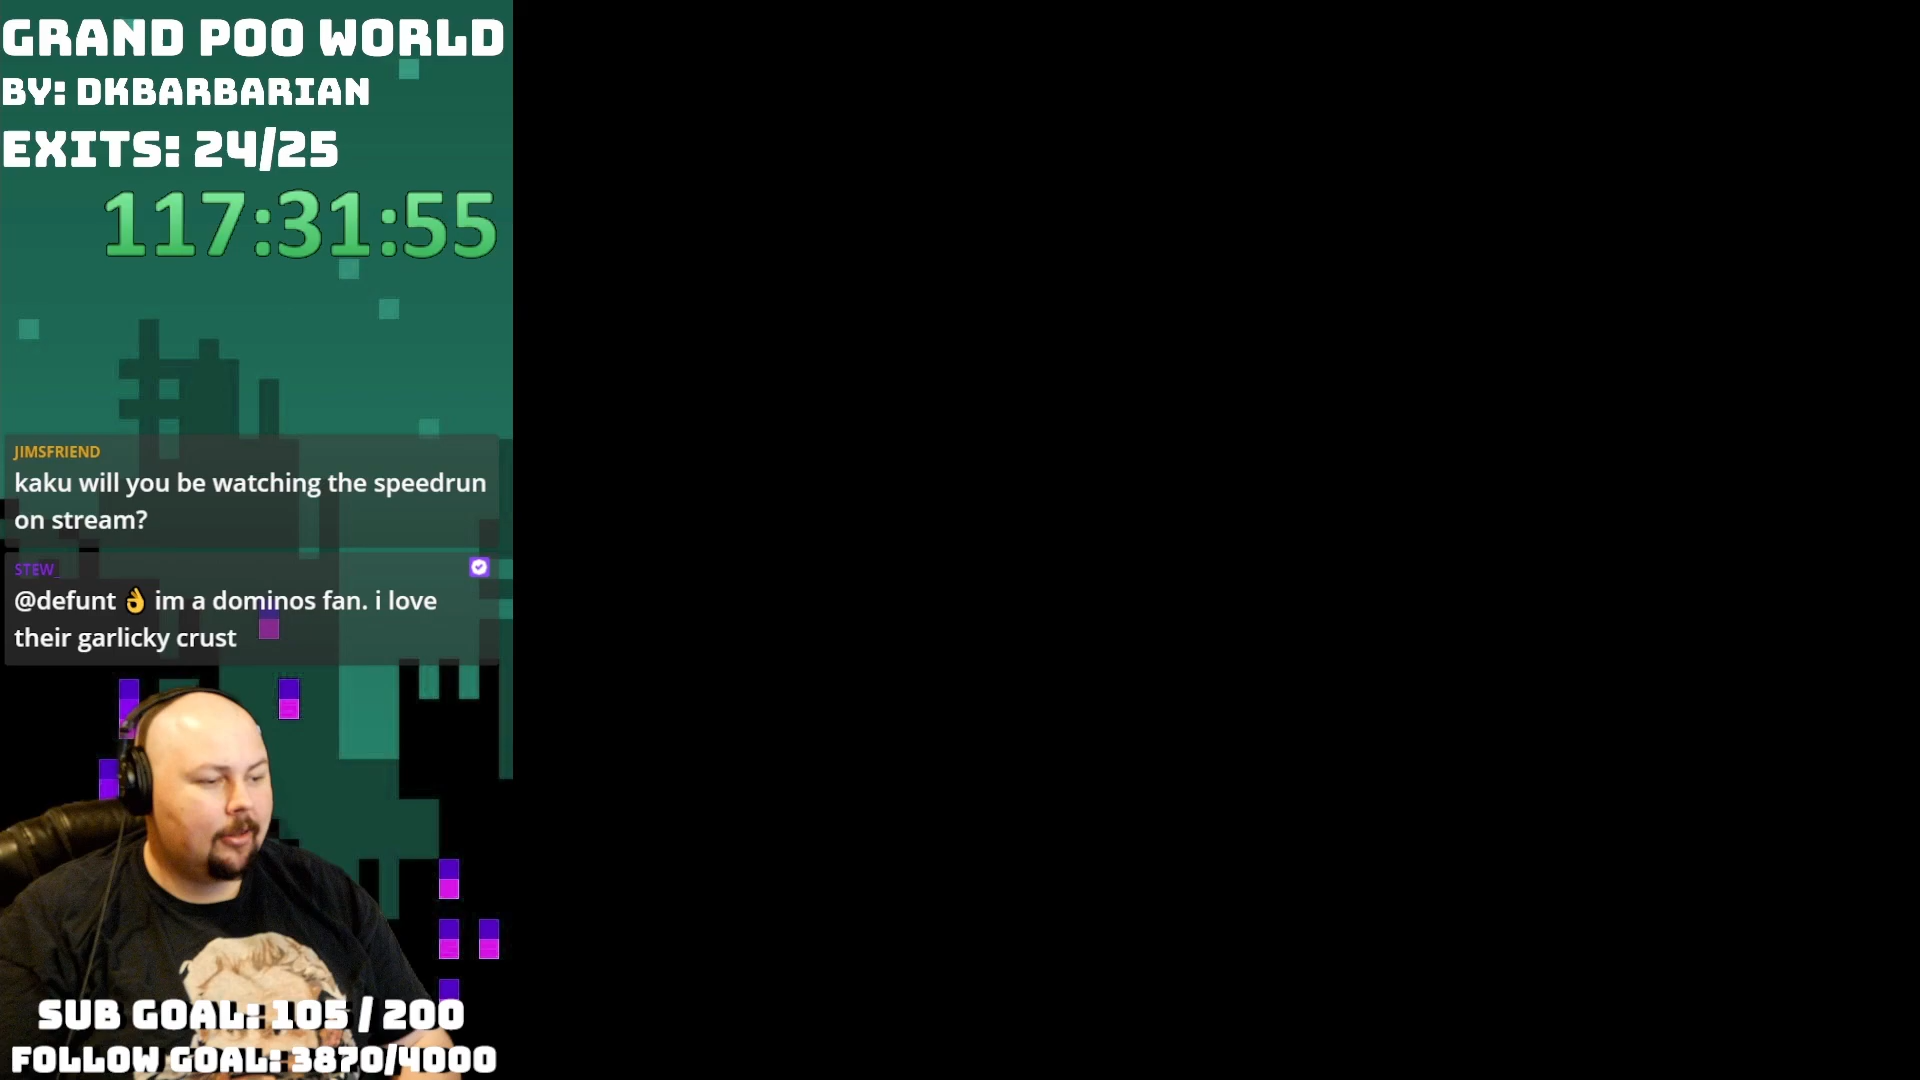 GRAND POO WORLD
BY: DKBARBARIAN
EXITS: 24/25
117:31:55
JIMSFRIEND
kaku will you be watching the speedrun
on stream?
STEW_
@defunt 👌 im a dominos fan. i love
their garlicky crust
SUB GOAL: 105 / 200
FOLLOW GOAL: 3870/4000